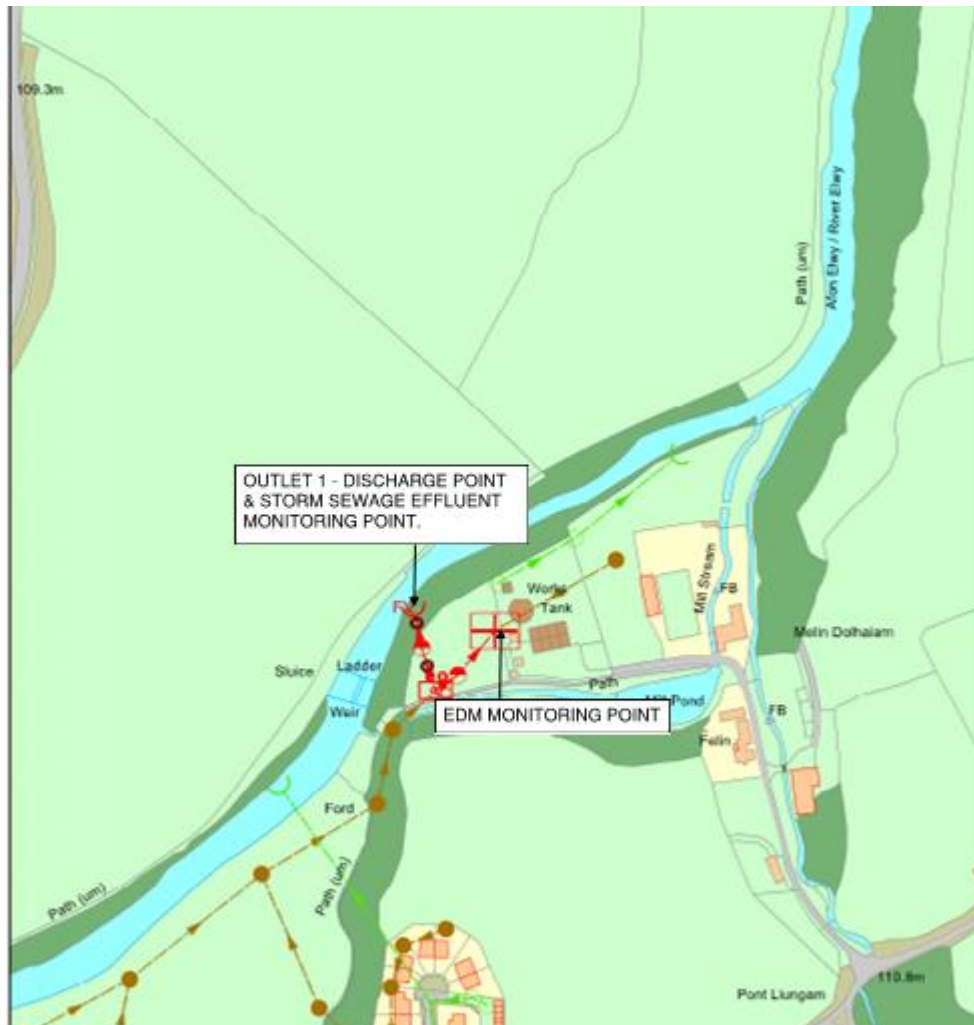 109.3m
Path (um)
Afon Elwy / River Elwy
OUTLET 1 - DISCHARGE POINT
& STORM SEWAGE EFFLUENT
MONITORING POINT.
Works
Tank
Mill Stream
FB
Melin Dolhaiarn
Sluice
Ladder
Weir
Path
Pond
EDM MONITORING POINT
FB
Felin
Ford
Path (um)
Path (um)
110.6m
Pont Llungam